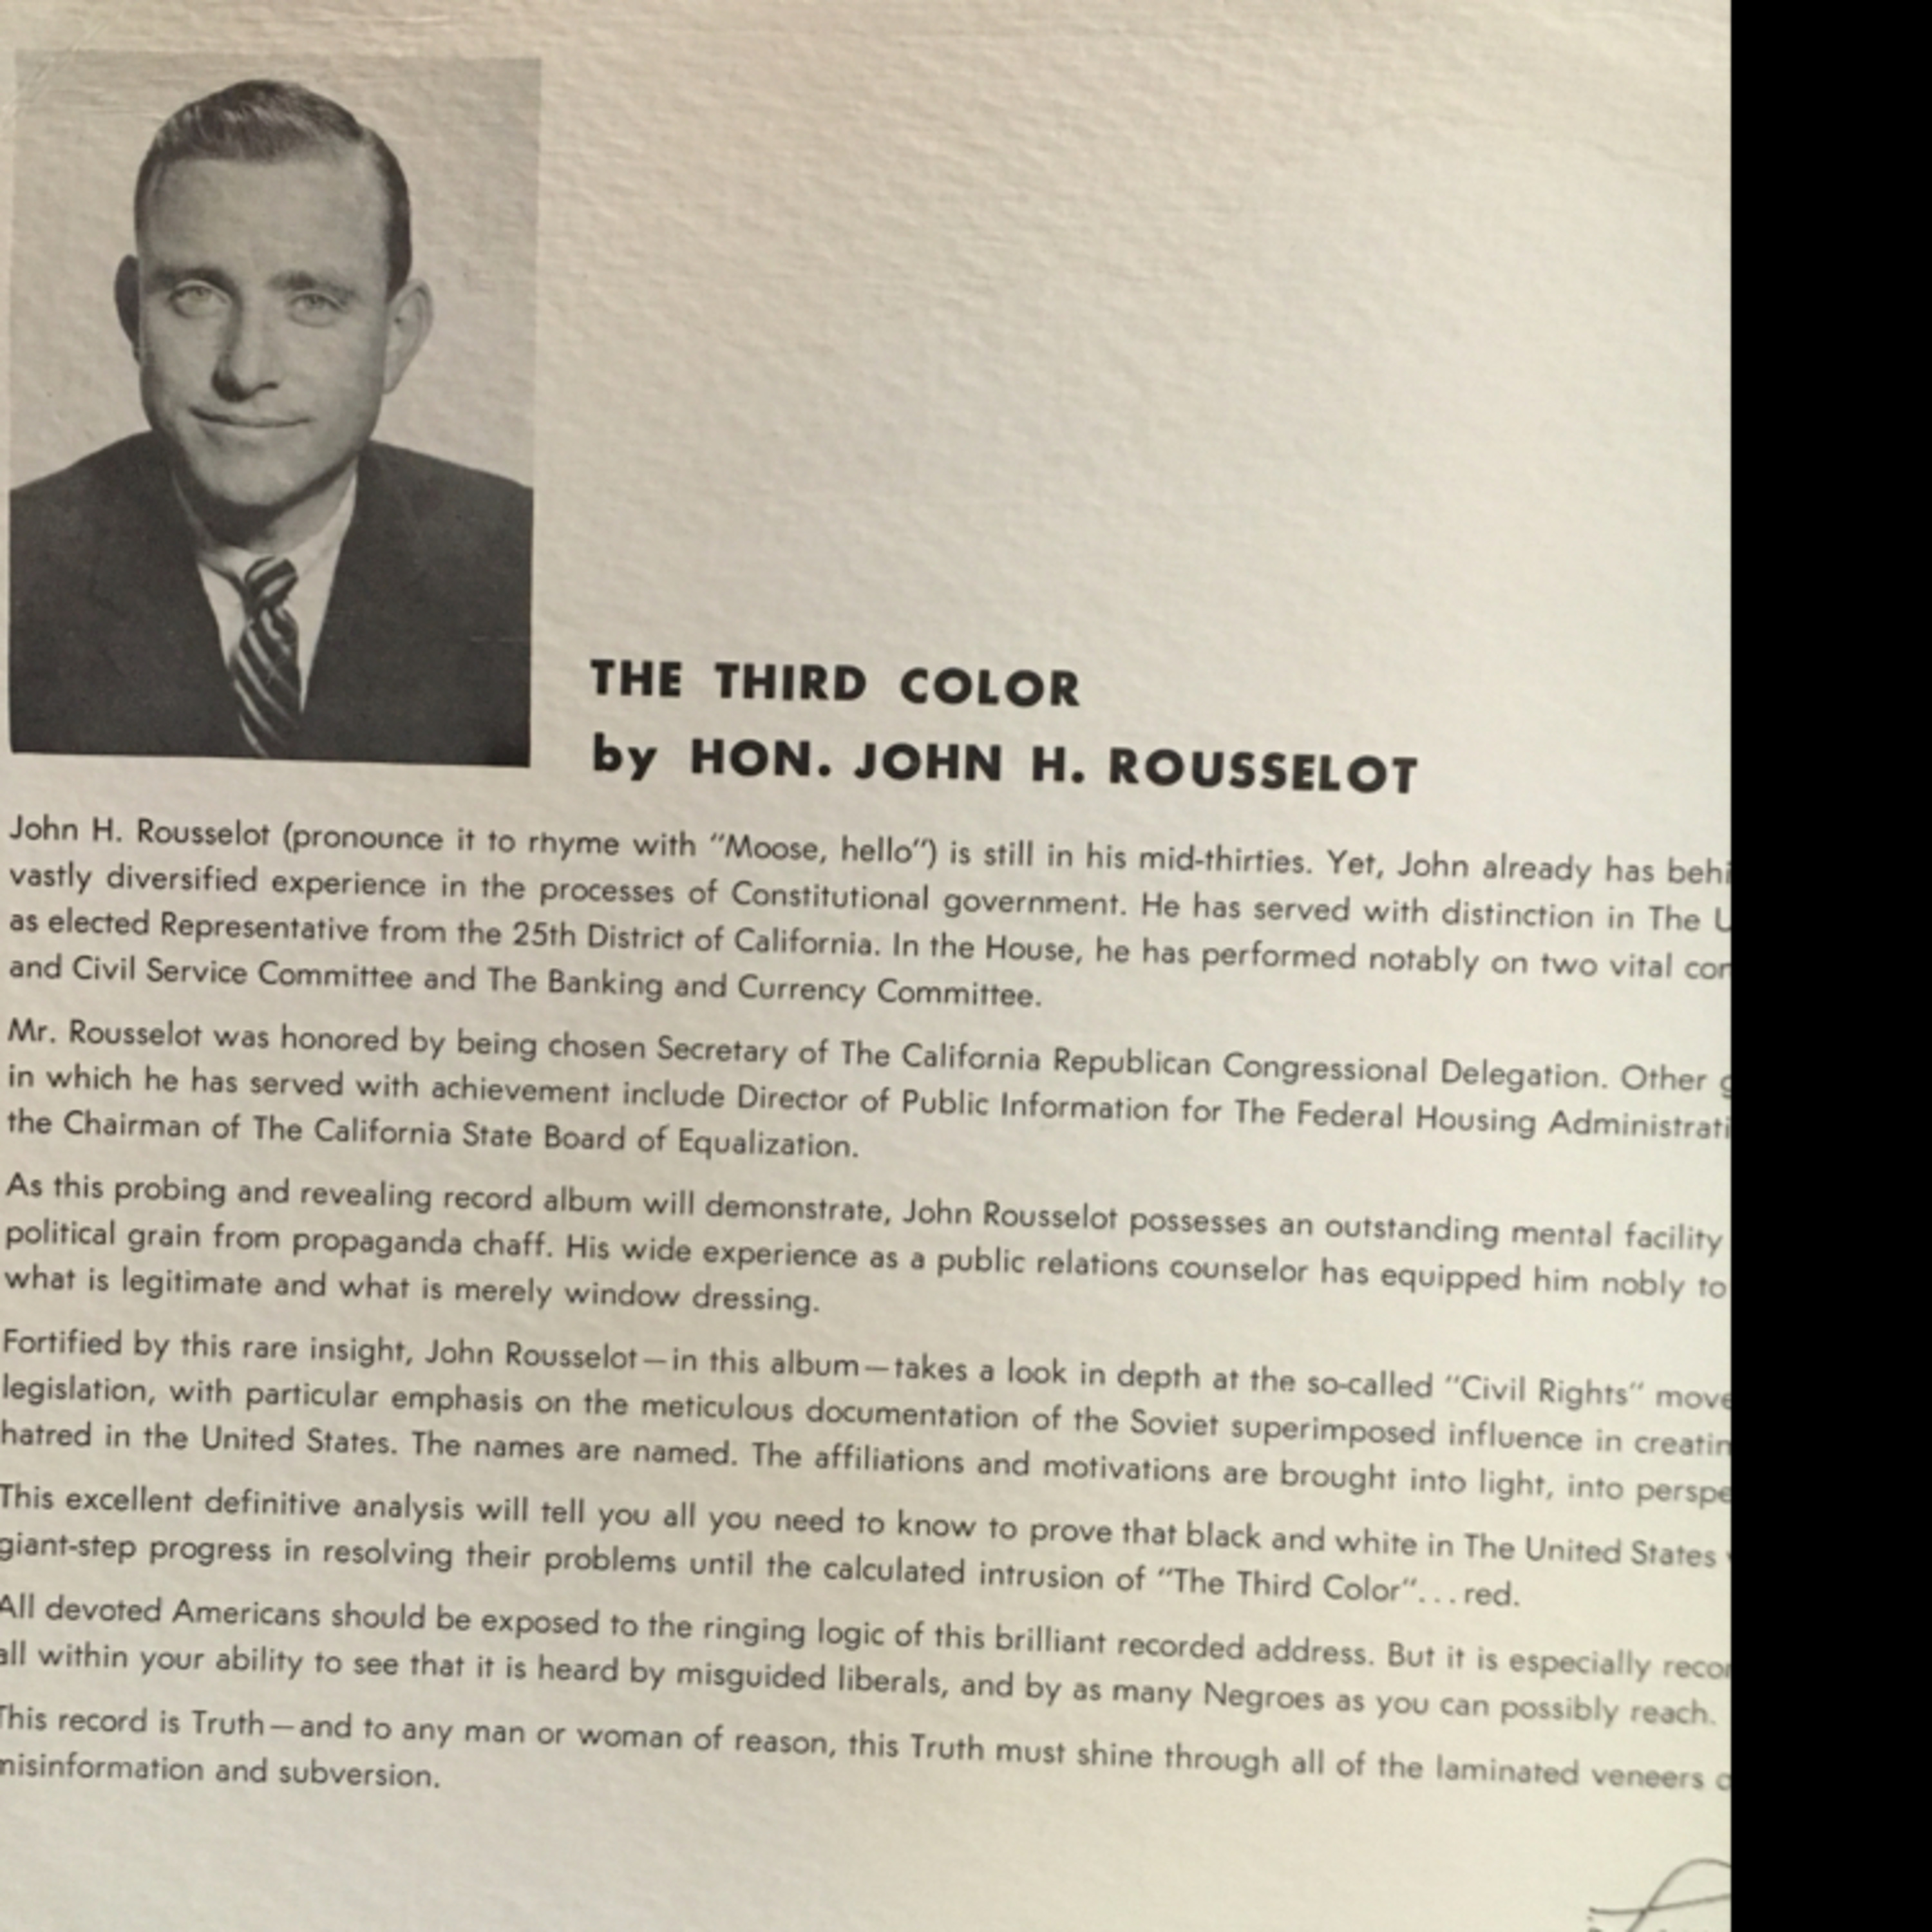 THE THIRD COLOR
by HON. JOHN H. ROUSSELOT
John H. Rousselot (pronounce it to rhyme with “Moose, hello”) is still in his mid-thirties. Yet, John already has
vastly diversified experience in the processes of Constitutional government. He has served with distinction in The
as elected Representative from the 25th District of California. In the House, he has performed notably on two vital
and Civil Service Committee and The Banking and Currency Committee.
Mr. Rousselot was honored by being chosen Secretary of The California Republican Congressional Delegation. Other
in which he has served with achievement include Director of Public Information for The Federal Housing
the Chairman of The California State Board of Equalization.
As this probing and revealing record album will demonstrate, John Rousselot possesses an outstanding mental facility
political grain from propaganda chaff. His wide experience as a public relations counselor has equipped him nobly to
what is legitimate and what is merely window dressing.
Fortified by this rare insight, John Rousselot—in this album—takes a look in depth at the so-called “Civil Rights”
legislation, with particular emphasis on the meticulous documentation of the Soviet superimposed influence in
hatred in the United States. The names are named. The affiliations and motivations are brought into light, into
This excellent definitive analysis will tell you all you need to know to prove that black and white in The United States
giant-step progress in resolving their problems until the calculated intrusion of “The Third Color“...red.
All devoted Americans should be exposed to the ringing logic of this brilliant recorded address. But it is especially
all within your ability to see that it is heard by misguided liberals, and by as many Negroes as you can possibly reach.
This record is Truth—and to any man or woman of reason, this Truth must shine through all of the laminated veneers
misinformation and subversion.